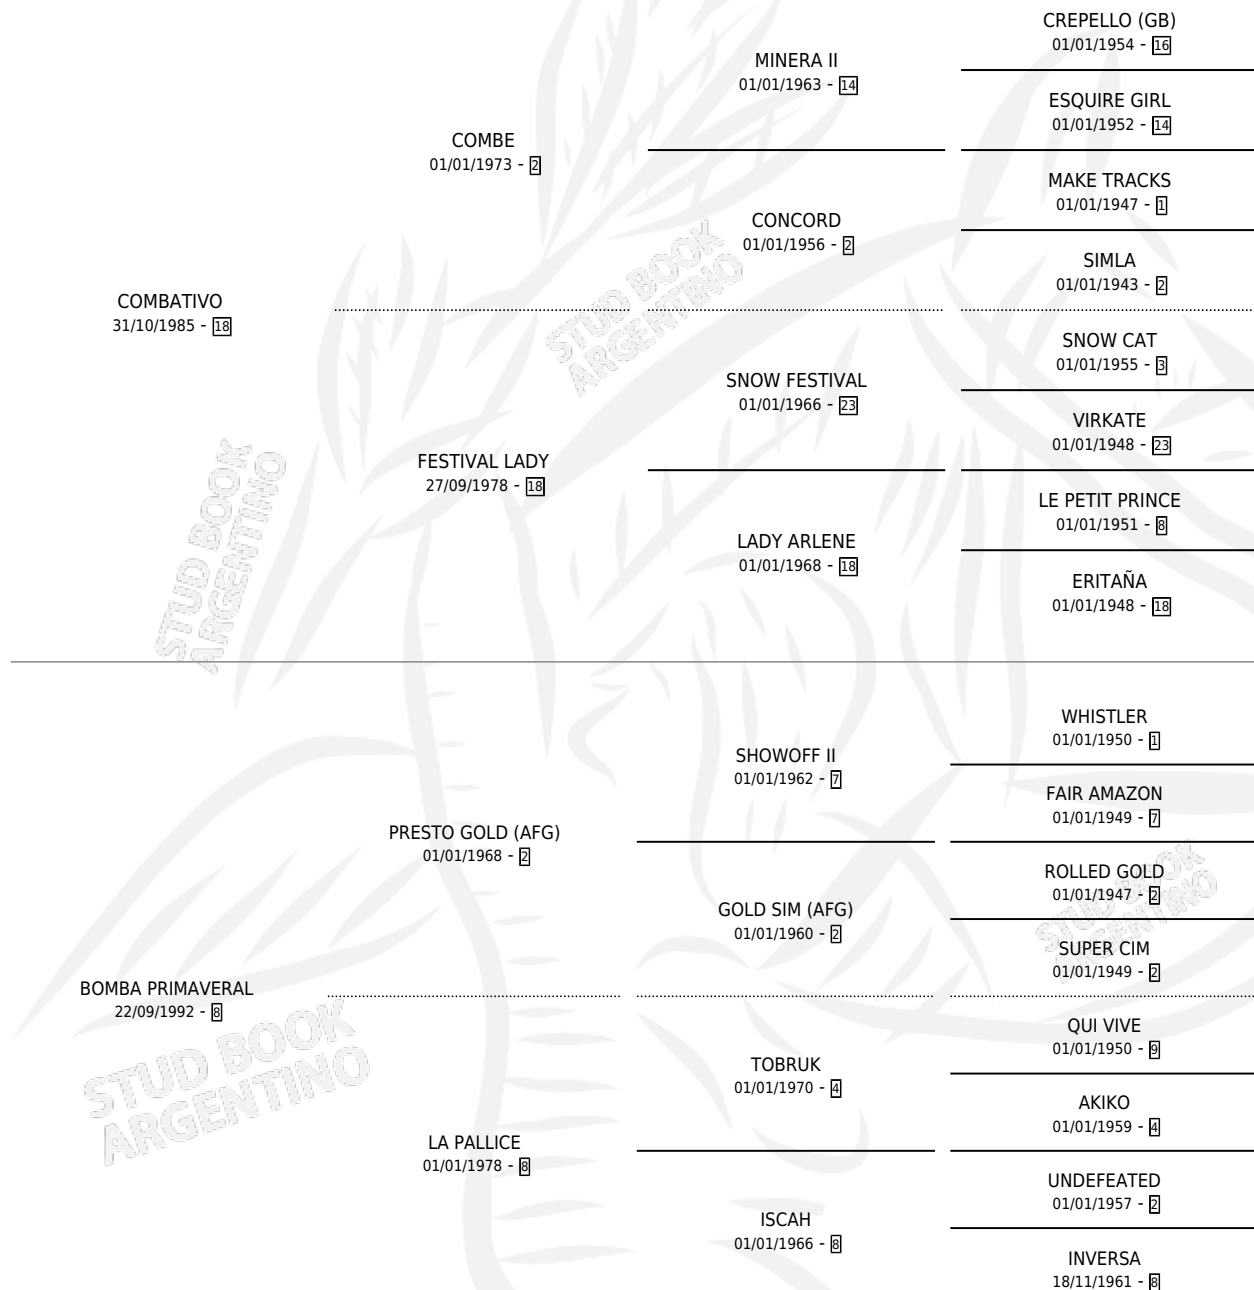 CREPELLO (GB)
01/01/1954 - 16
MINERA II
01/01/1963 - 14
ESQUIRE GIRL
01/01/1952 - 14
COMBE
01/01/1973 - 2
MAKE TRACKS
01/01/1947 - 1
CONCORD
01/01/1956 - 2
SIMLA
01/01/1943 - 2
COMBATIVO
31/10/1985 - 18
STUD BOOK
ARGENTINO
SNOW CAT
01/01/1955 - 3
SNOW FESTIVAL
01/01/1966 - 23
VIRKATE
01/01/1948 - 23
FESTIVAL LADY
27/09/1978 - 18
LE PETIT PRINCE
01/01/1951 - 8
LADY ARLENE
01/01/1968 - 18
ERITAÑA
01/01/1948 - 18
STUD BOOK
ARGENTINO
WHISTLER
01/01/1950 - 1
SHOWOFF II
01/01/1962 - 7
FAIR AMAZON
01/01/1949 - 7
PRESTO GOLD (AFG)
01/01/1968 - 2
ROLLED GOLD
01/01/1947 - 2
GOLD SIM (AFG)
01/01/1960 - 2
STUD BOOK
ARGENTINO
SUPER CIM
01/01/1949 - 2
BOMBA PRIMAVERAL
22/09/1992 - 8
STUD BOOK
ARGENTINO
QUI VIVE
01/01/1950 - 9
TOBRUK
01/01/1970 - 4
AKIKO
01/01/1959 - 4
LA PALLICE
01/01/1978 - 8
UNDEFEATED
01/01/1957 - 2
ISCAH
01/01/1966 - 8
INVERSA
18/11/1961 - 8